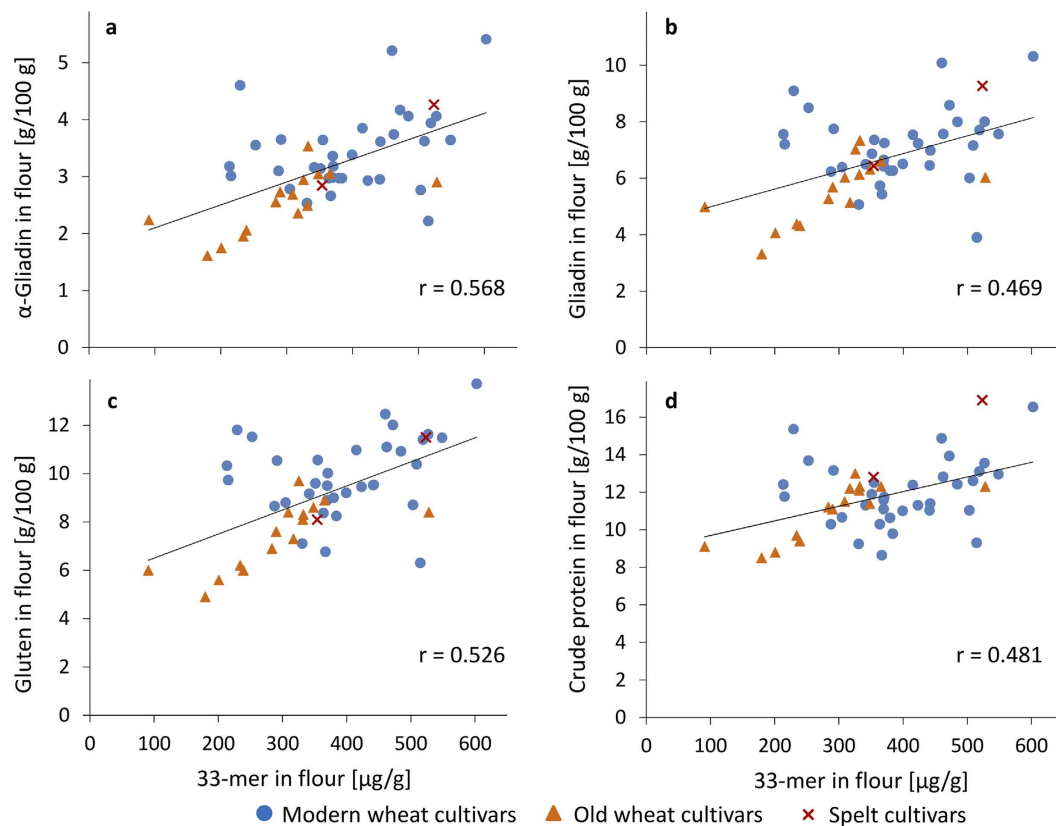 a
α-Gliadin in flour [g/100 g]
5
4
3
2
1
0
r = 0.568
b
Gliadin in flour [g/100 g]
10
8
6
4
2
0
r = 0.469
c
Gluten in flour [g/100 g]
12
10
8
6
4
2
0
r = 0.526
0 100 200 300 400 500 600
33-mer in flour [µg/g]
d
Crude protein in flour [g/100 g]
16
14
12
10
8
6
4
2
0
r = 0.481
0 100 200 300 400 500 600
33-mer in flour [µg/g]
Modern wheat cultivars Old wheat cultivars Spelt cultivars